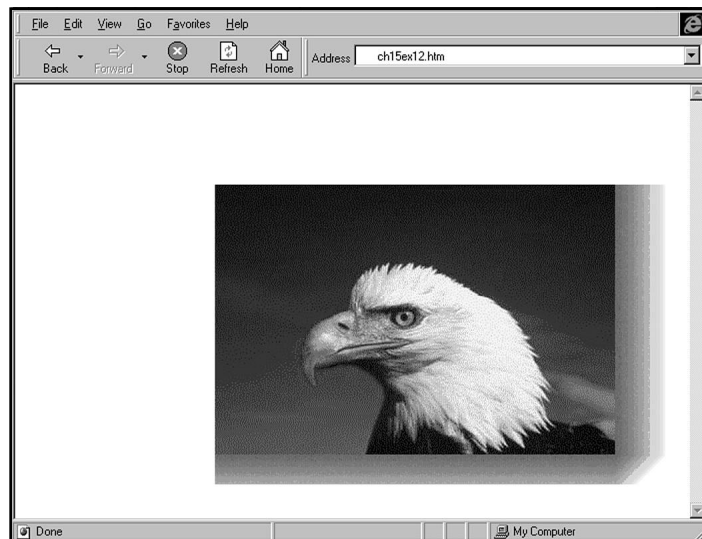 File Edit View Go Favorites Help
Back Forward Stop Refresh Home Address ch15ex12.htm
Done My Computer